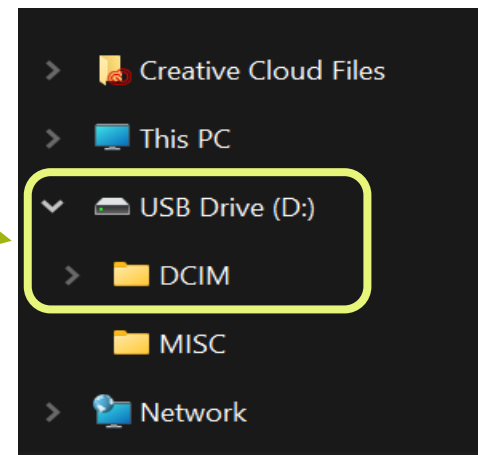 Creative Cloud Files
This PC
USB Drive (D:)
DCIM
MISC
Network